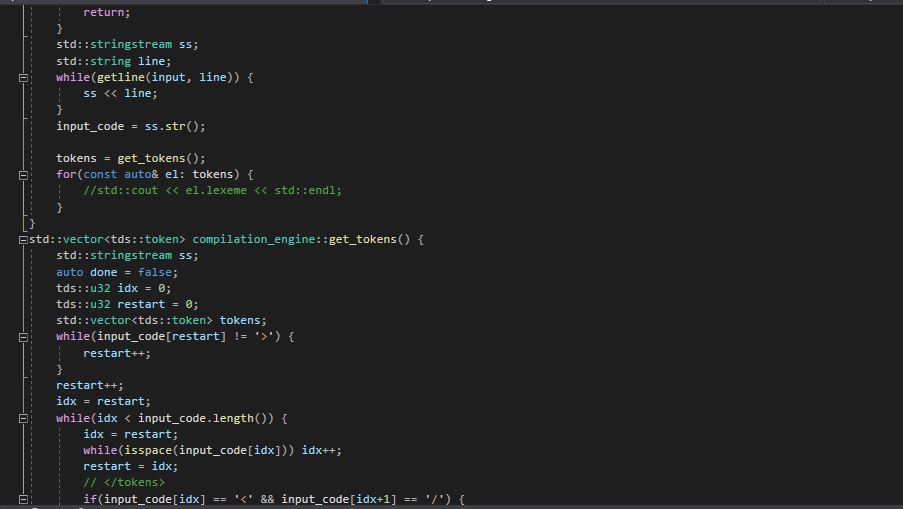 return;
    }
    std::stringstream ss;
    std::string line;
    while(getline(input, line)) {
        ss << line;
    }
    input_code = ss.str();

    tokens = get_tokens();
    for(const auto& el: tokens) {
        //std::cout << el.lexeme << std::endl;
    }
}
std::vector<tds::token> compilation_engine::get_tokens() {
    std::stringstream ss;
    auto done = false;
    tds::u32 idx = 0;
    tds::u32 restart = 0;
    std::vector<tds::token> tokens;
    while(input_code[restart] != '>') {
        restart++;
    }
    restart++;
    idx = restart;
    while(idx < input_code.length()) {
        idx = restart;
        while(isspace(input_code[idx])) idx++;
        restart = idx;
        // </tokens>
        if(input_code[idx] == '<' && input_code[idx+1] == '/') {